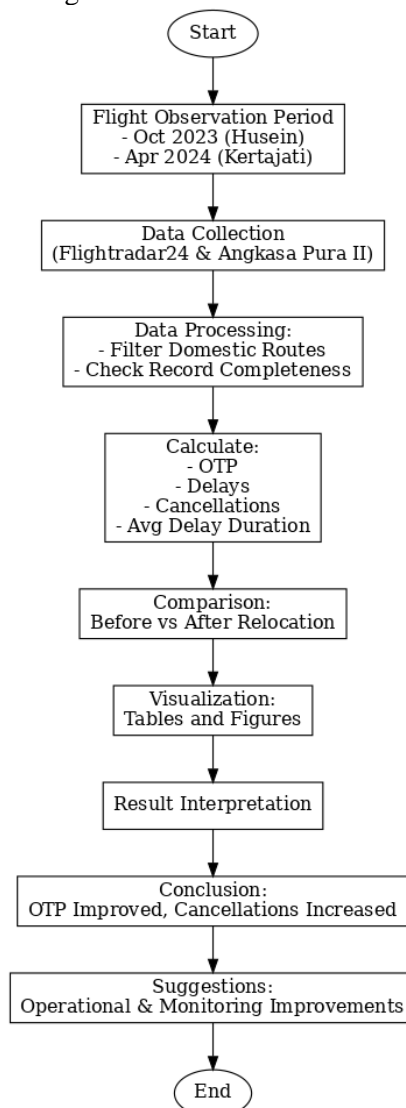 Start
Flight Observation Period
- Oct 2023 (Husein)
- Apr 2024 (Kertajati)
Data Collection
(Flightradar24 & Angkasa Pura II)
Data Processing:
- Filter Domestic Routes
- Check Record Completeness
Calculate:
- OTP
- Delays
- Cancellations
- Avg Delay Duration
Comparison:
Before vs After Relocation
Visualization:
Tables and Figures
Result Interpretation
Conclusion:
OTP Improved, Cancellations Increased
Suggestions:
Operational & Monitoring Improvements
End